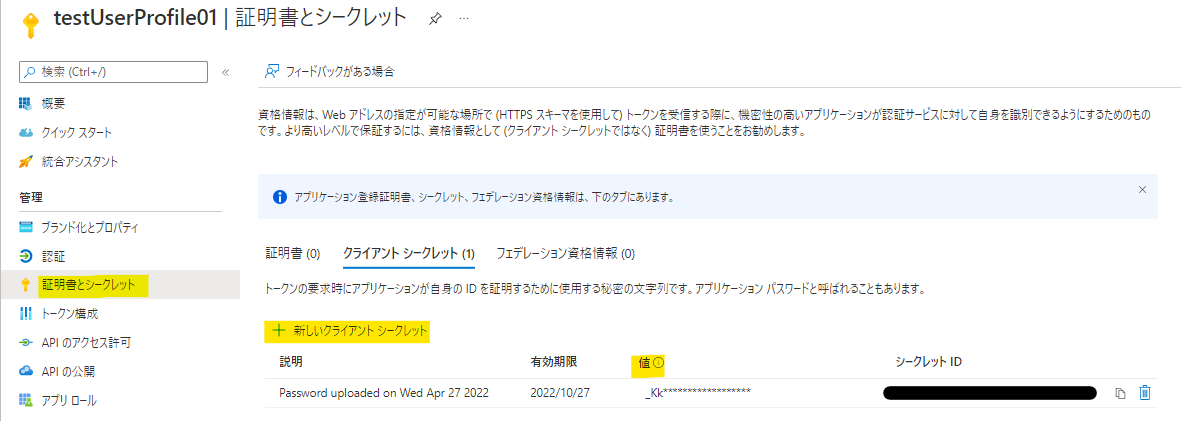 testUserProfile01 | 証明書とシークレット ...
検索 (Ctrl+/)
«
フィードバックがある場合
概要
クイック スタート
統合アシスタント
管理
ブランド化とプロパティ
認証
証明書とシークレット
トークン構成
API のアクセス許可
API の公開
アプリ ロール
資格情報は、Web アドレスの指定が可能な場所で (HTTPS スキーマを使用して) トークンを受信する際に、機密性の高いアプリケーションが認証サービスに対して自身を識別できるようにするためのもの
です。より高いレベルで保証するには、資格情報として (クライアント シークレットではなく) 証明書を使うことをお勧めします。
アプリケーション登録証明書、シークレット、フェデレーション資格情報は、下のタブにあります。
証明書 (0) クライアント シークレット (1) フェデレーション資格情報 (0)
トークンの要求時にアプリケーションが自身の ID を証明するために使用する秘密の文字列です。アプリケーション パスワードと呼ばれることもあります。
新しいクライアント シークレット
説明 有効期限 値 シークレット ID
Password uploaded on Wed Apr 27 2022 2022/10/27 _Kk******************